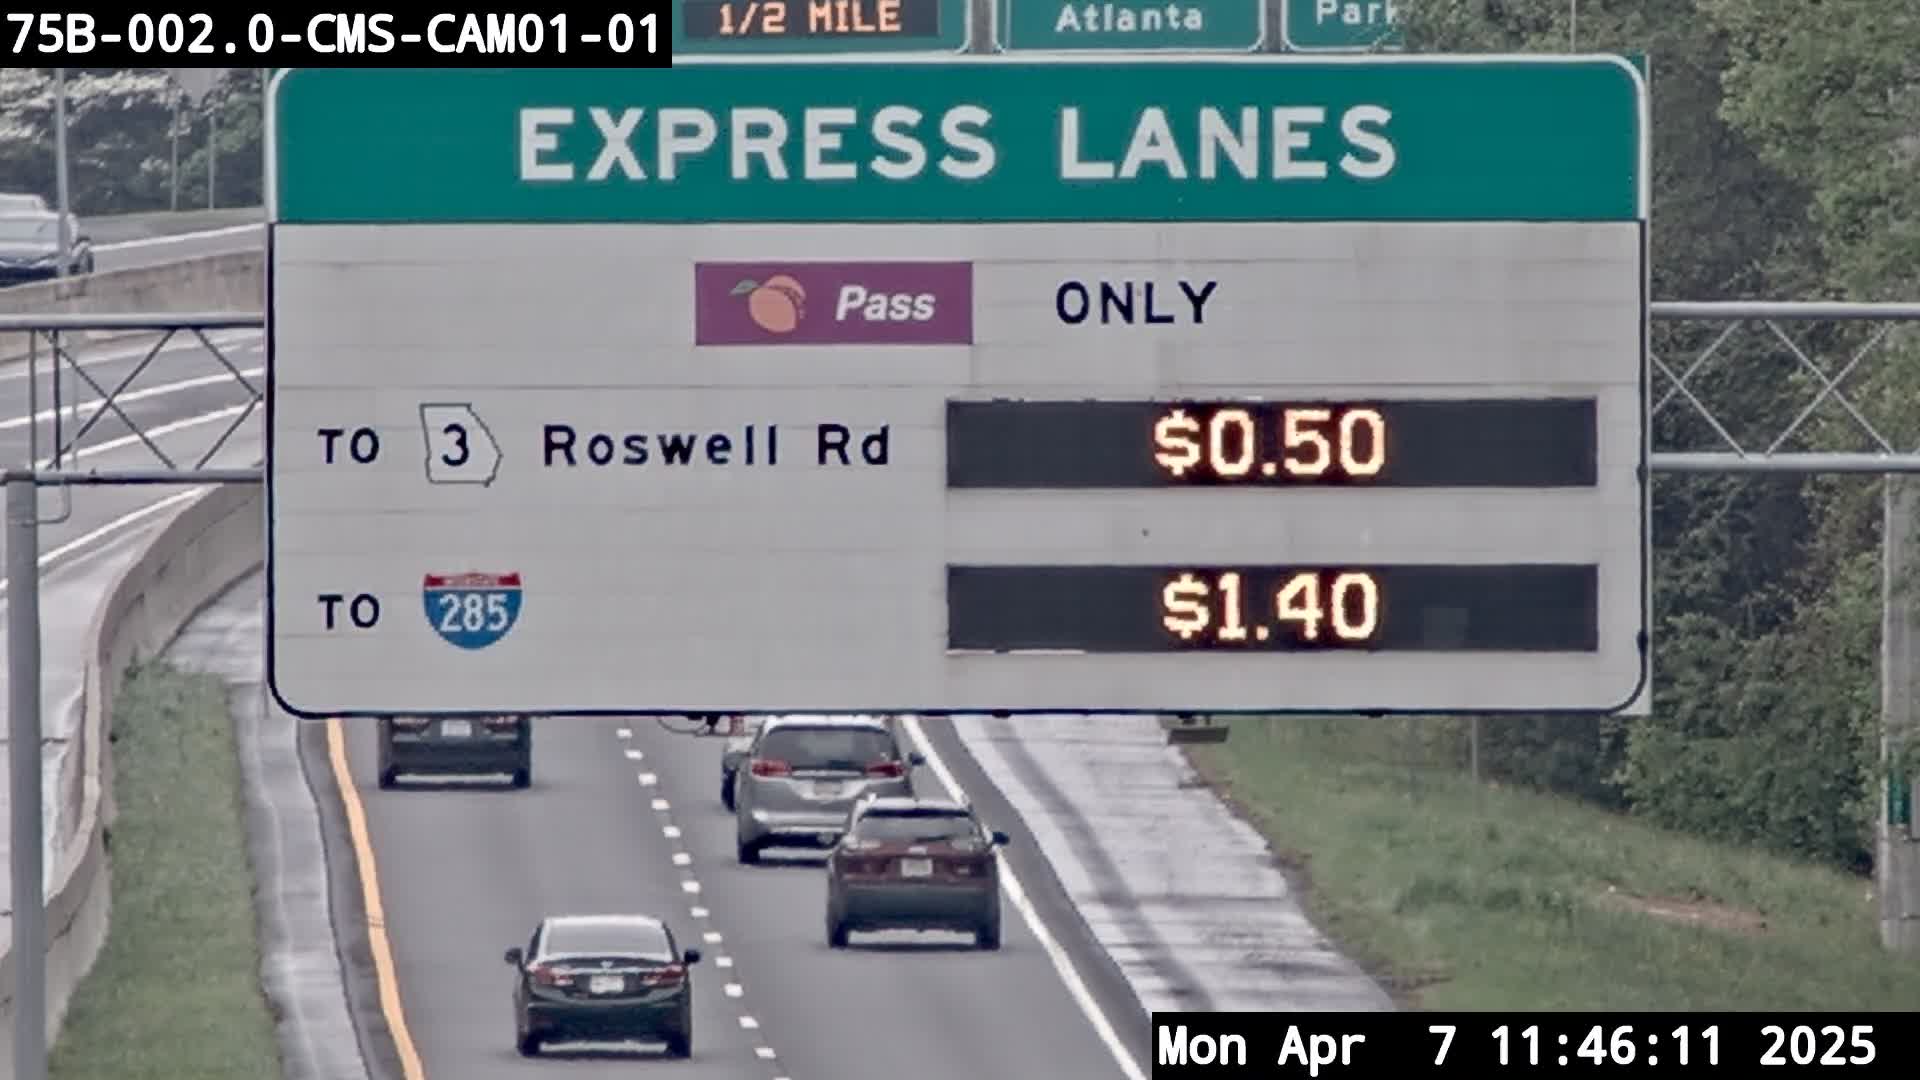 75B-002.0-CMS-CAM01-01
1/2 MILE
Atlanta
Park
EXPRESS LANES
Pass ONLY
TO 3 Roswell Rd $0.50
TO 285 $1.40
Mon Apr 7 11:46:11 2025